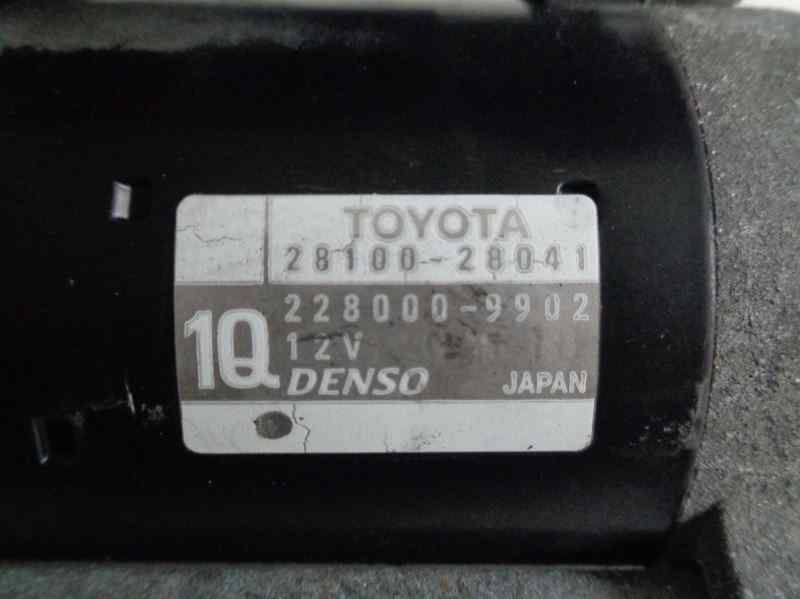 TOYOTA
28100-28041
228000-9902
1Q
12V
DENSO
JAPAN